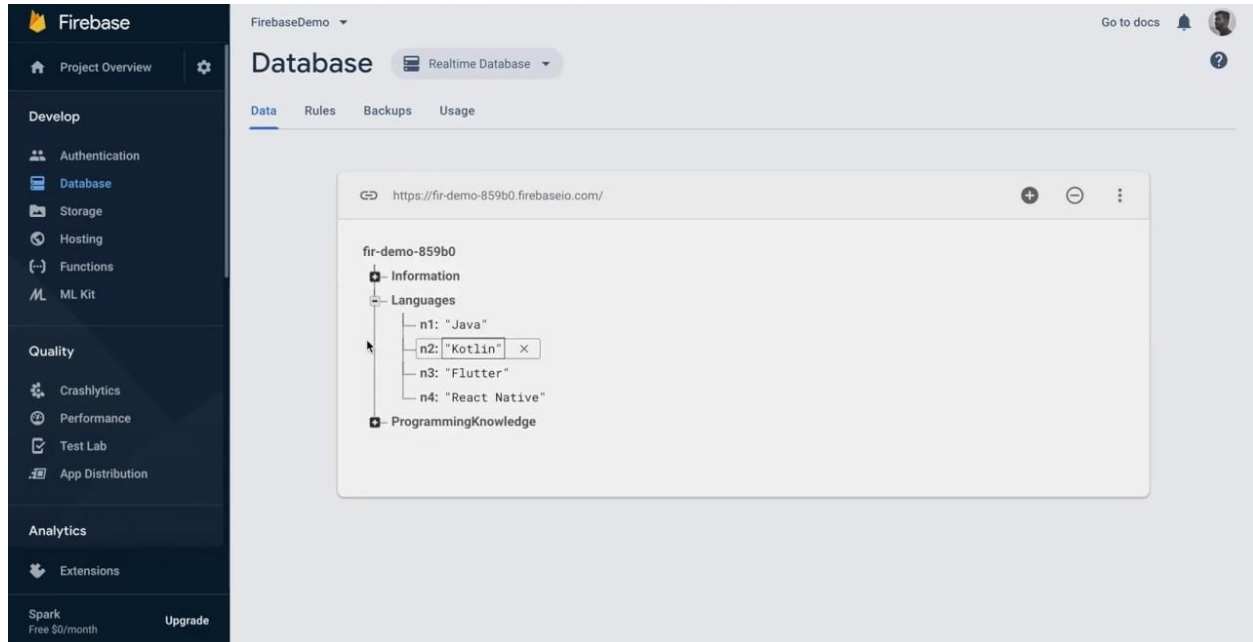 Firebase
Project Overview
Develop
Authentication
Database
Storage
Hosting
Functions
ML Kit
Quality
Crashlytics
Performance
Test Lab
App Distribution
Analytics
Extensions
Spark
Free $0/month
Upgrade
FirebaseDemo
Go to docs
Database
Realtime Database
Data Rules Backups Usage
https://fir-demo-859b0.firebaseio.com/
fir-demo-859b0
Information
Languages
n1: "Java"
n2: "Kotlin"
n3: "Flutter"
n4: "React Native"
ProgrammingKnowledge